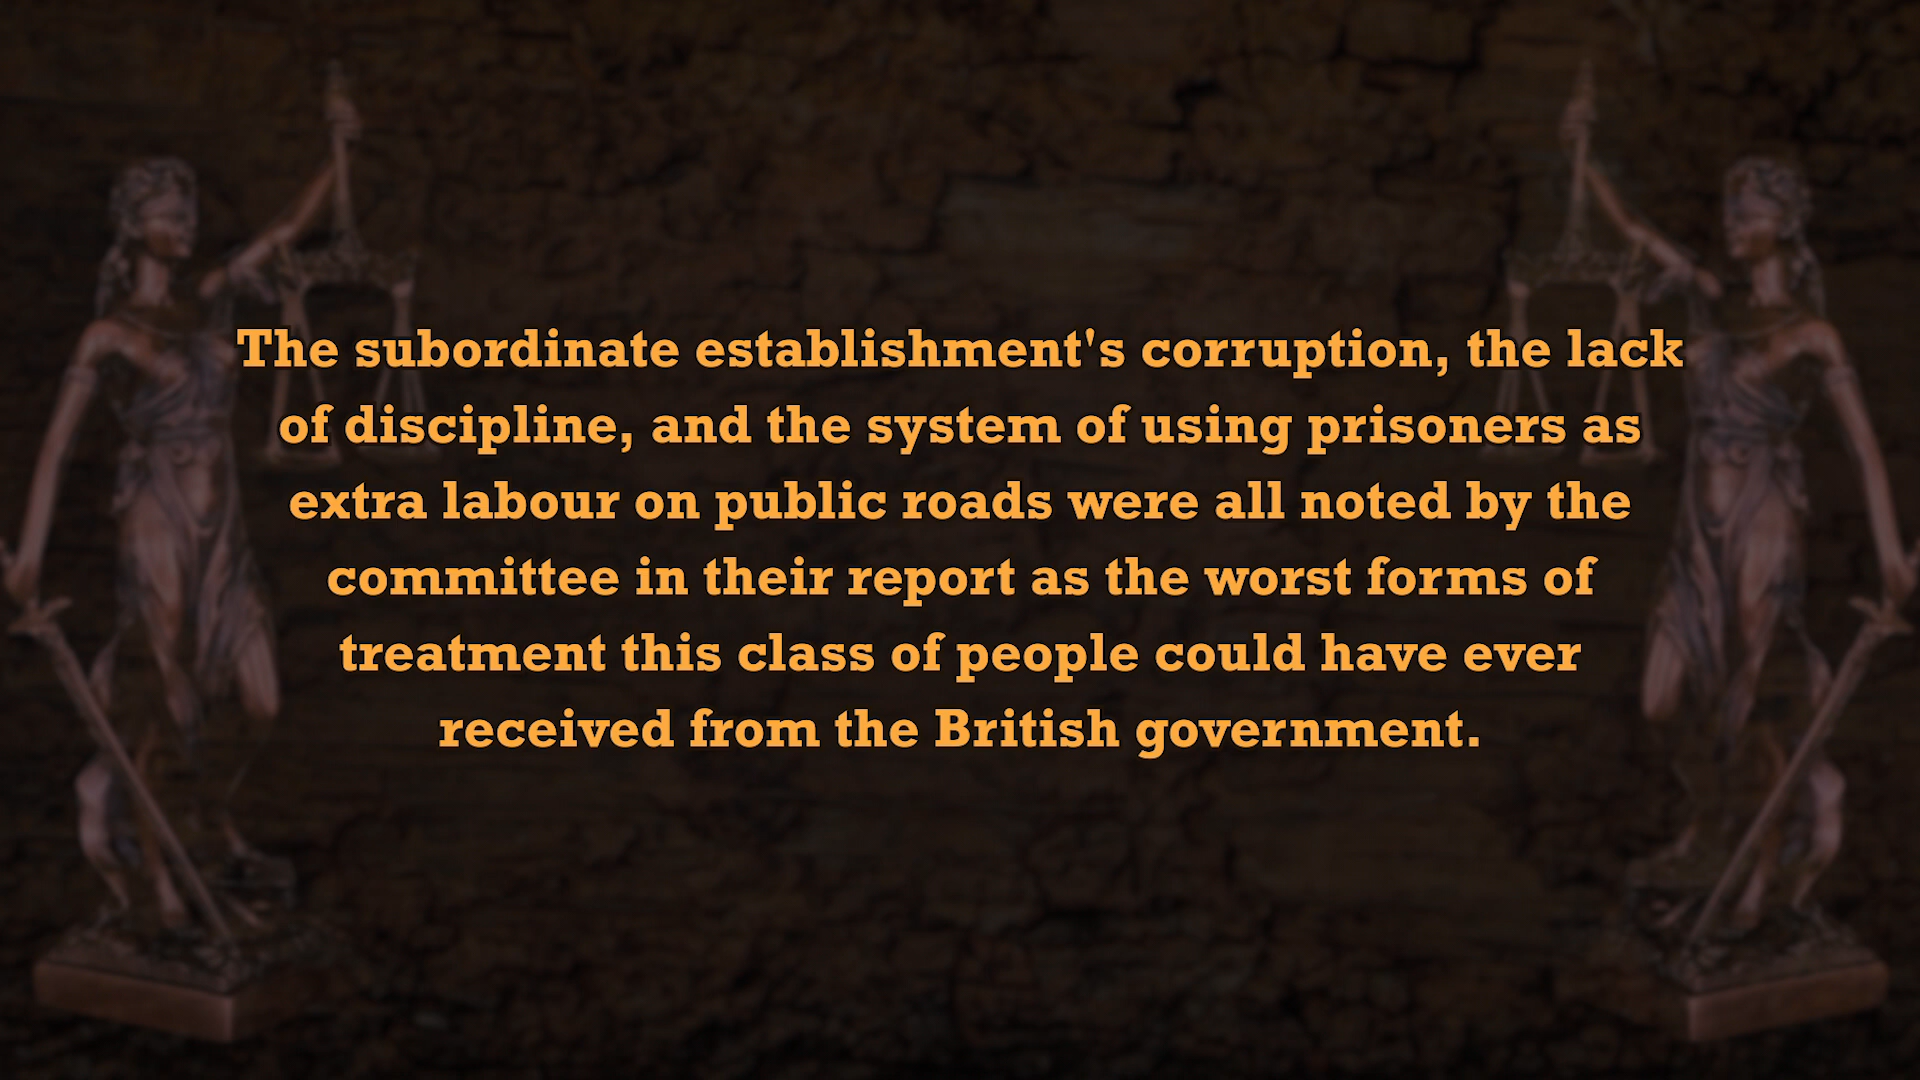 The subordinate establishment's corruption, the lack
of discipline, and the system of using prisoners as
extra labour on public roads were all noted by the
committee in their report as the worst forms of
treatment this class of people could have ever
received from the British government.